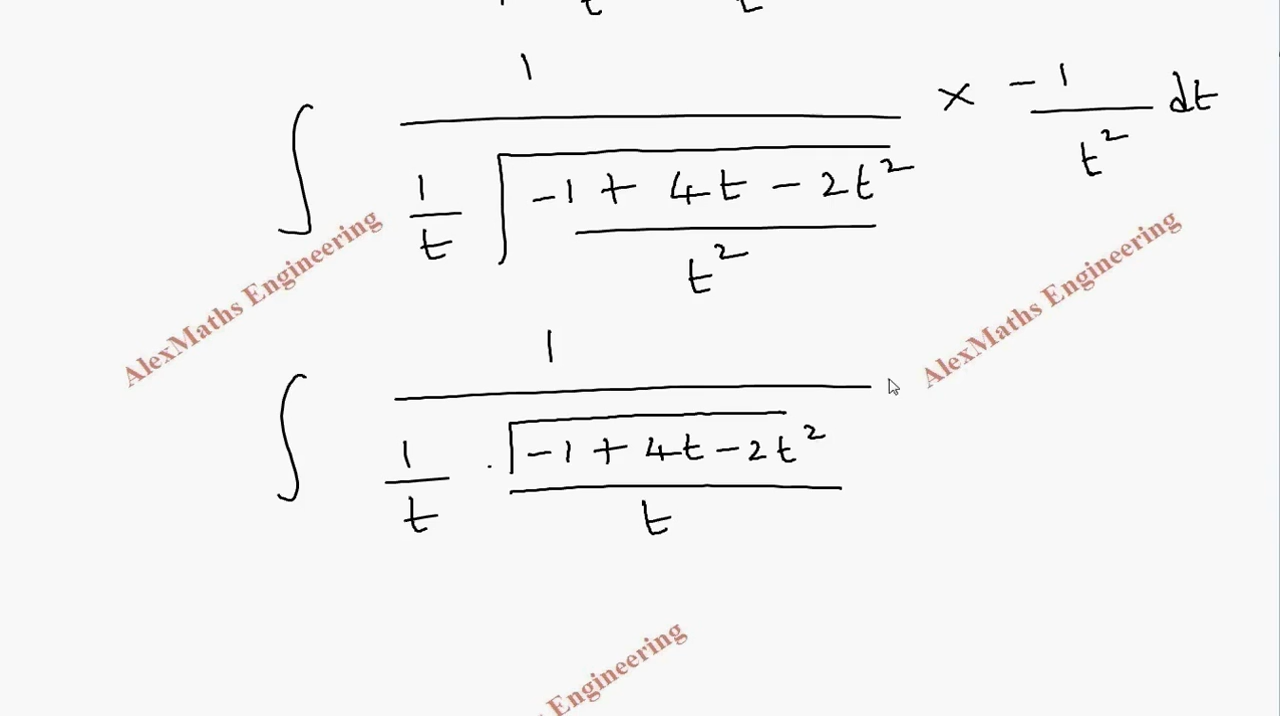 ∫ 1 / (1/t √((-1 + 4t - 2t²)/t²)) × -1/t² dt
∫ 1 / (1/t · √(-1 + 4t - 2t²)/t)
AlexMaths Engineering
AlexMaths Engineering
Engineering